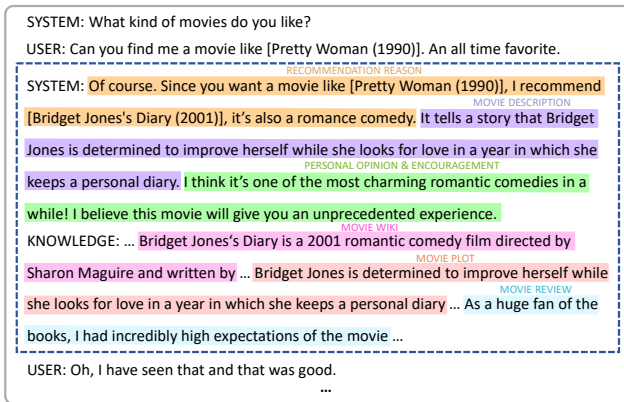 SYSTEM: What kind of movies do you like?
USER: Can you find me a movie like [Pretty Woman (1990)]. An all time favorite.
RECOMMENDATION REASON
SYSTEM: Of course. Since you want a movie like [Pretty Woman (1990)], I recommend
MOVIE DESCRIPTION
[Bridget Jones's Diary (2001)], it's also a romance comedy. It tells a story that Bridget
Jones is determined to improve herself while she looks for love in a year in which she
PERSONAL OPINION & ENCOURAGEMENT
keeps a personal diary. I think it's one of the most charming romantic comedies in a
while! I believe this movie will give you an unprecedented experience.
MOVIE WIKI
KNOWLEDGE: ... Bridget Jones's Diary is a 2001 romantic comedy film directed by
MOVIE PLOT
Sharon Maguire and written by ... Bridget Jones is determined to improve herself while
MOVIE REVIEW
she looks for love in a year in which she keeps a personal diary ... As a huge fan of the
books, I had incredibly high expectations of the movie ...
USER: Oh, I have seen that and that was good.
...